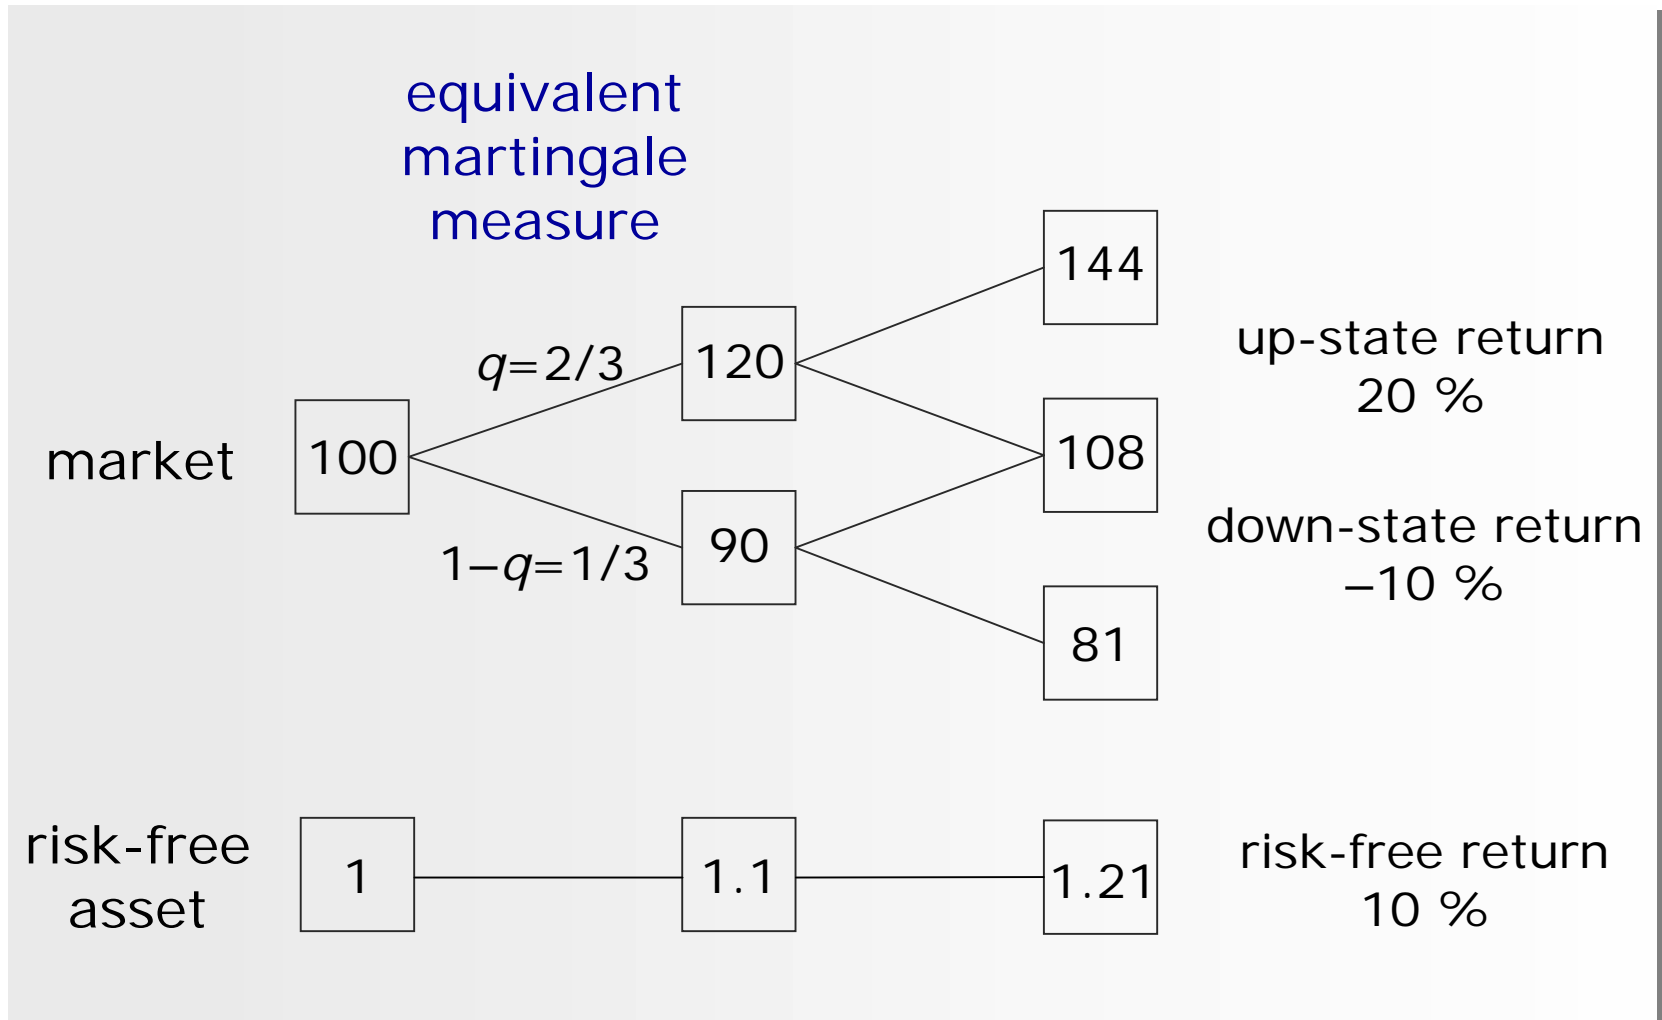 equivalent
martingale
measure
144
up-state return
20 %
q=2/3
120
market
100
108
1–q=1/3
90
down-state return
–10 %
81
risk-free
asset
1
1.1
1.21
risk-free return
10 %